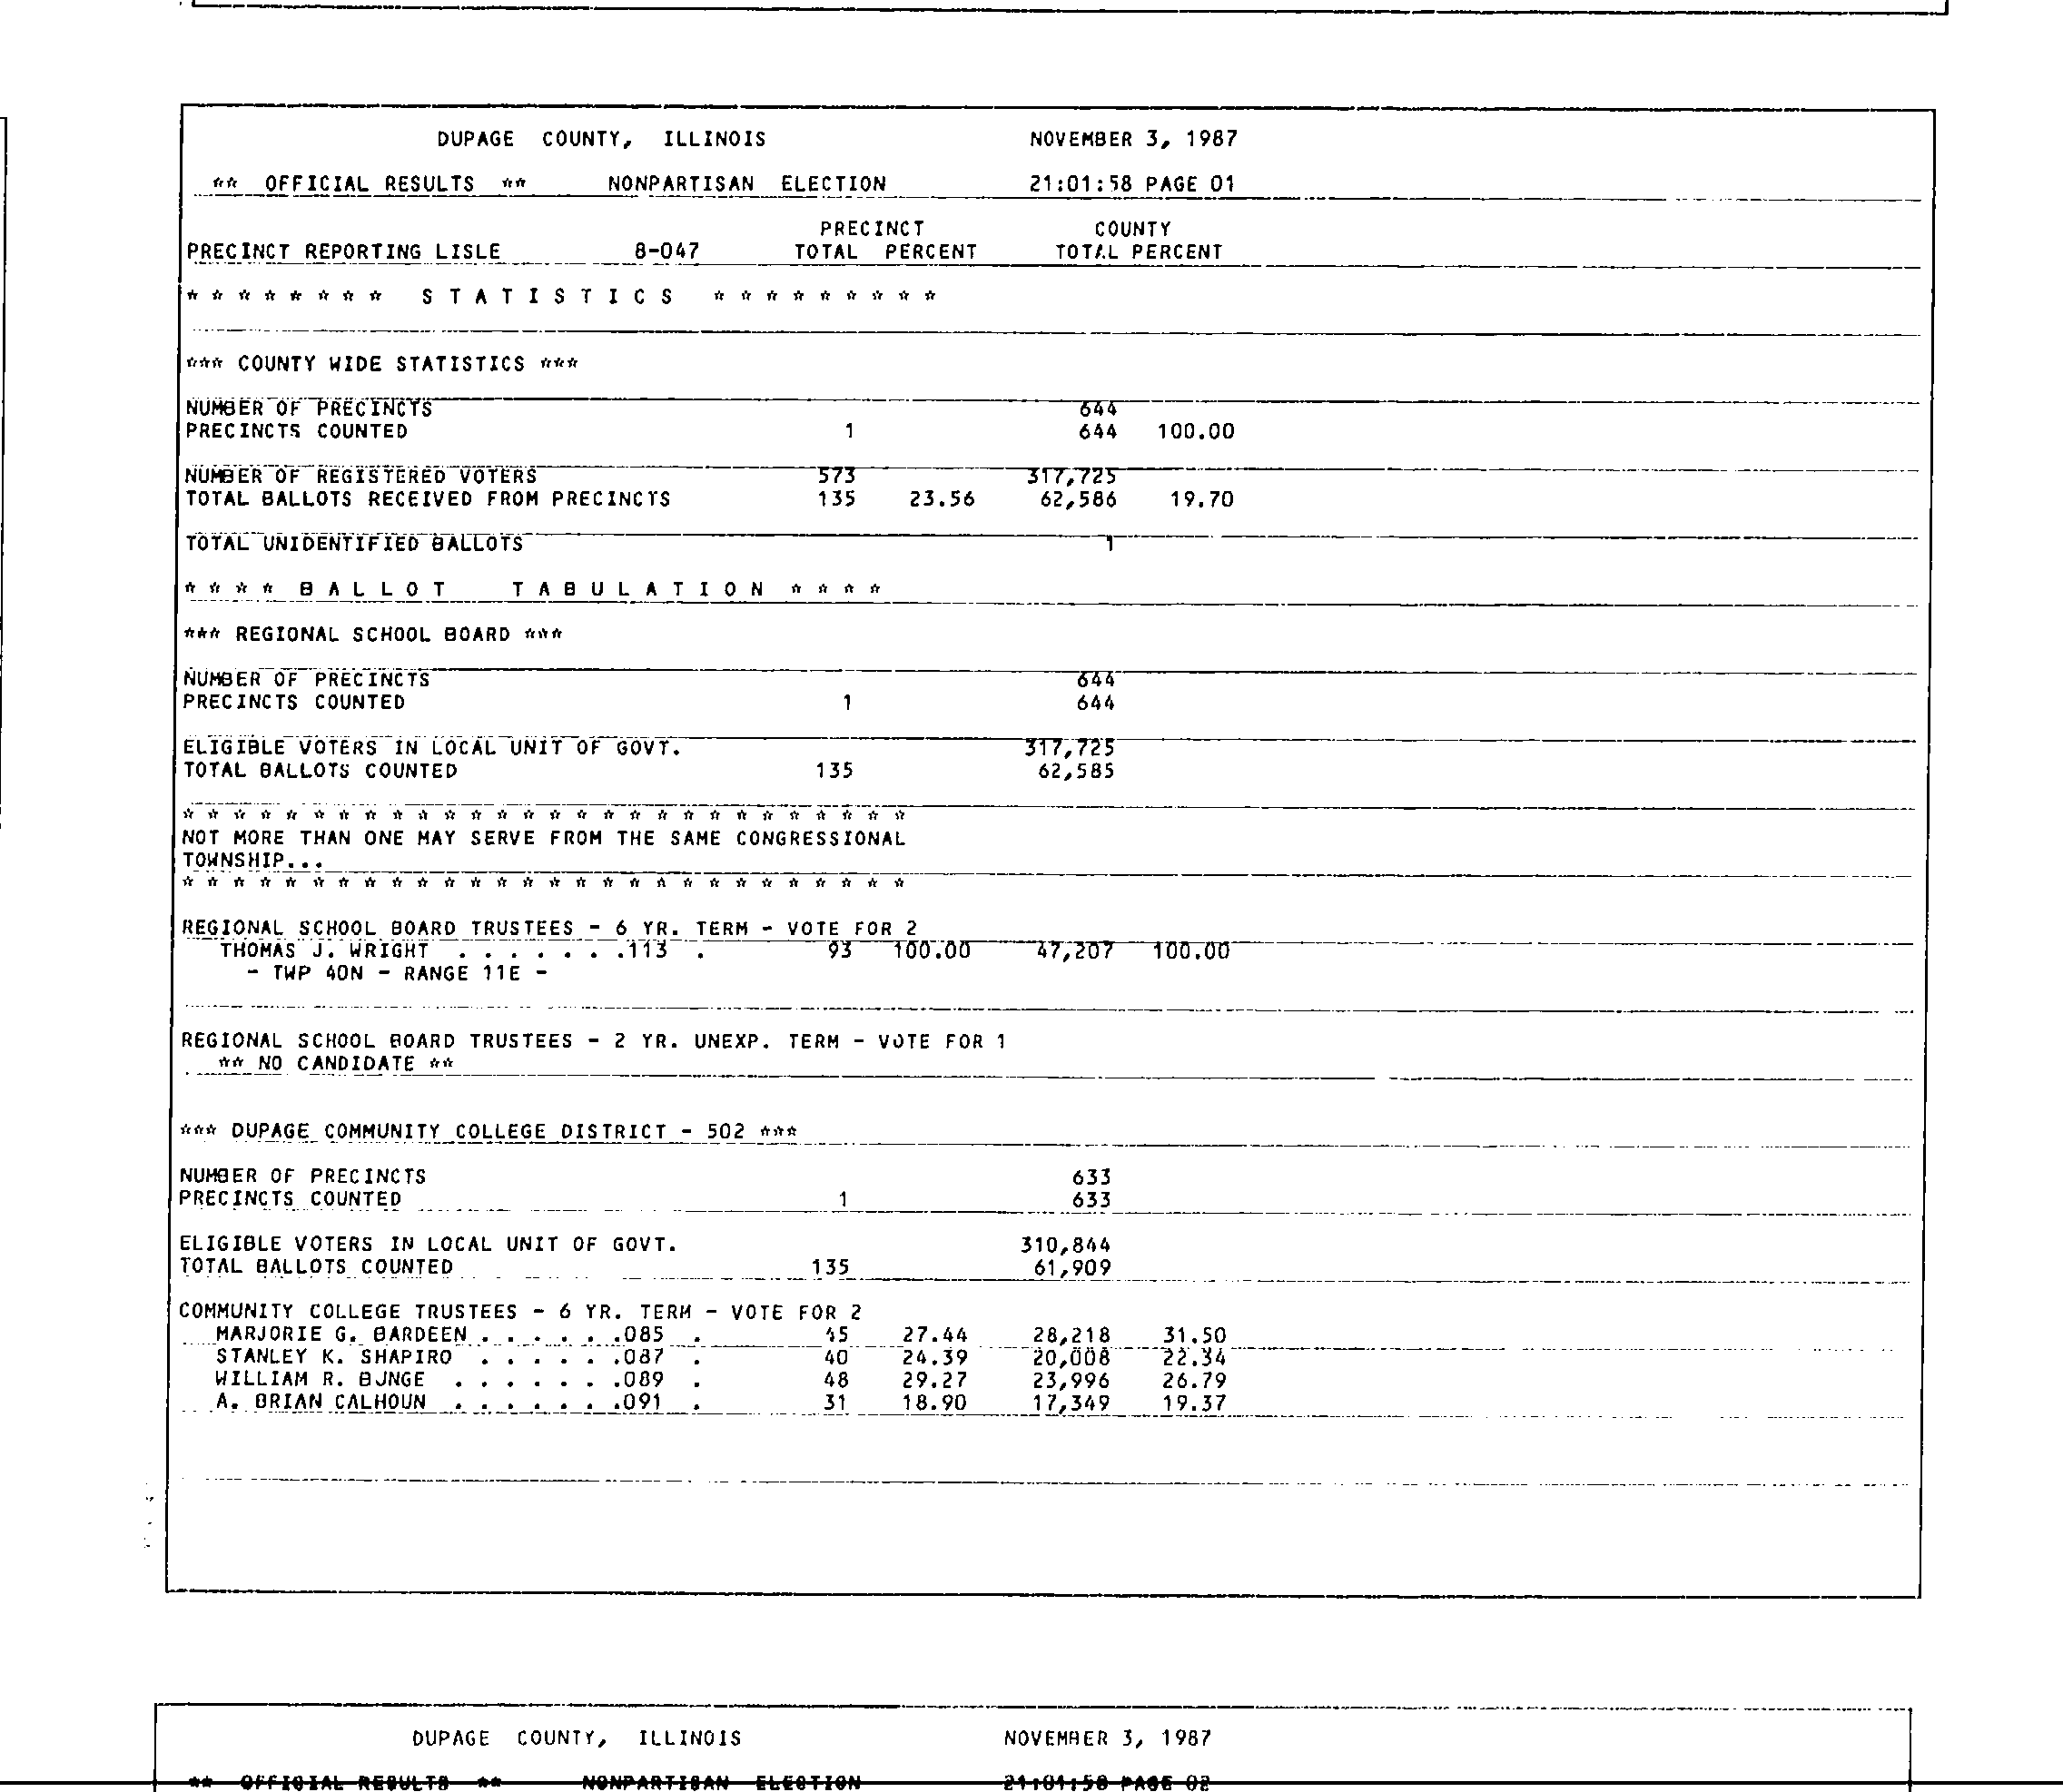 DUPAGE COUNTY, ILLINOIS NOVEMBER 3, 1987
** OFFICIAL RESULTS ** NONPARTISAN ELECTION 21:01:58 PAGE 01
PRECINCT COUNTY
PRECINCT REPORTING LISLE 8-047 TOTAL PERCENT TOTAL PERCENT
* * * * * * * * S T A T I S T I C S * * * * * * * * *
*** COUNTY WIDE STATISTICS ***
NUMBER OF PRECINCTS 644
PRECINCTS COUNTED 1 644 100.00
NUMBER OF REGISTERED VOTERS 573 317,725
TOTAL BALLOTS RECEIVED FROM PRECINCTS 135 23.56 62,586 19.70
TOTAL UNIDENTIFIED BALLOTS 1
* * * * B A L L O T T A B U L A T I O N * * * *
*** REGIONAL SCHOOL BOARD ***
NUMBER OF PRECINCTS 644
PRECINCTS COUNTED 1 644
ELIGIBLE VOTERS IN LOCAL UNIT OF GOVT. 317,725
TOTAL BALLOTS COUNTED 135 62,585
* * * * * * * * * * * * * * * * * * * * * * * * * * * *
NOT MORE THAN ONE MAY SERVE FROM THE SAME CONGRESSIONAL
TOWNSHIP...
* * * * * * * * * * * * * * * * * * * * * * * * * * * *
REGIONAL SCHOOL BOARD TRUSTEES - 6 YR. TERM - VOTE FOR 2
THOMAS J. WRIGHT . . . . . . .113 . 93 100.00 47,207 100.00
- TWP 40N - RANGE 11E -
REGIONAL SCHOOL BOARD TRUSTEES - 2 YR. UNEXP. TERM - VOTE FOR 1
** NO CANDIDATE **
*** DUPAGE COMMUNITY COLLEGE DISTRICT - 502 ***
NUMBER OF PRECINCTS 633
PRECINCTS COUNTED 1 633
ELIGIBLE VOTERS IN LOCAL UNIT OF GOVT. 310,844
TOTAL BALLOTS COUNTED 135 61,909
COMMUNITY COLLEGE TRUSTEES - 6 YR. TERM - VOTE FOR 2
MARJORIE G. BARDEEN . . . . . .085 . 45 27.44 28,218 31.50
STANLEY K. SHAPIRO . . . . . .087 . 40 24.39 20,008 22.34
WILLIAM R. BUNGE . . . . . . .089 . 48 29.27 23,996 26.79
A. BRIAN CALHOUN . . . . . . .091 . 31 18.90 17,349 19.37
DUPAGE COUNTY, ILLINOIS NOVEMBER 3, 1987
** OFFICIAL RESULTS ** NONPARTISAN ELECTION 21:01:58 PAGE 02